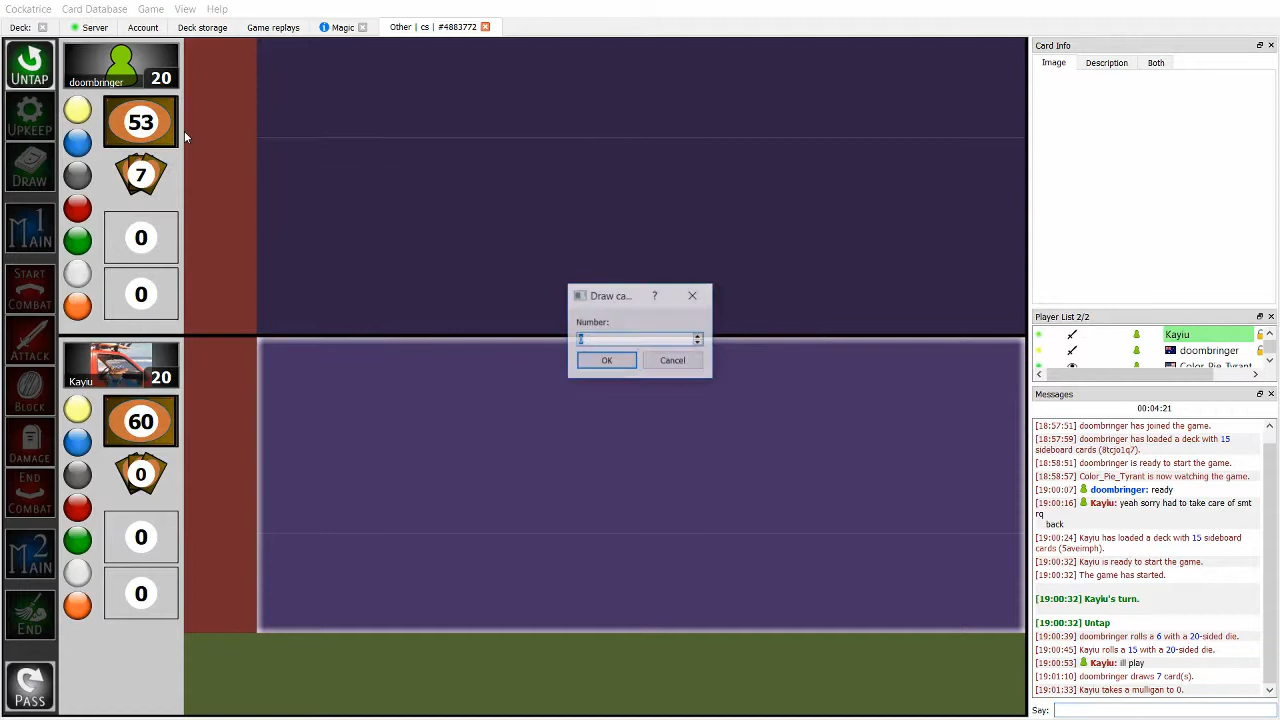 Cockatrice Card Database Game View Help
Deck: Server Account Deck storage Game replays Magic Other | cs | #4883772
UNTAP
UPKEEP
DRAW
M1 MAIN
START COMBAT
ATTACK
BLOCK
DAMAGE
END COMBAT
M2 MAIN
END
PASS
doombringer 20
53
7
0
0
Kayiu 20
60
0
0
0
Draw ca... ?
Number:
OK Cancel
Card Info
Image Description Both
Player List 2/2
Kayiu
doombringer
Color_Pie_Tyrant
Messages
00:04:21
[18:57:51] doombringer has joined the game.
[18:57:59] doombringer has loaded a deck with 15
sideboard cards (8tcjo1q7).
[18:58:51] doombringer is ready to start the game.
[18:58:57] Color_Pie_Tyrant is now watching the game.
[19:00:07] doombringer: ready
[19:00:16] Kayiu: yeah sorry had to take care of smt
rq
back
[19:00:24] Kayiu has loaded a deck with 15 sideboard
cards (5aveimph).
[19:00:32] Kayiu is ready to start the game.
[19:00:32] The game has started.
[19:00:32] Kayiu's turn.
[19:00:32] Untap
[19:00:39] doombringer rolls a 6 with a 20-sided die.
[19:00:45] Kayiu rolls a 15 with a 20-sided die.
[19:00:53] Kayiu: ill play
[19:01:10] doombringer draws 7 card(s).
[19:01:33] Kayiu takes a mulligan to 0.
Say: